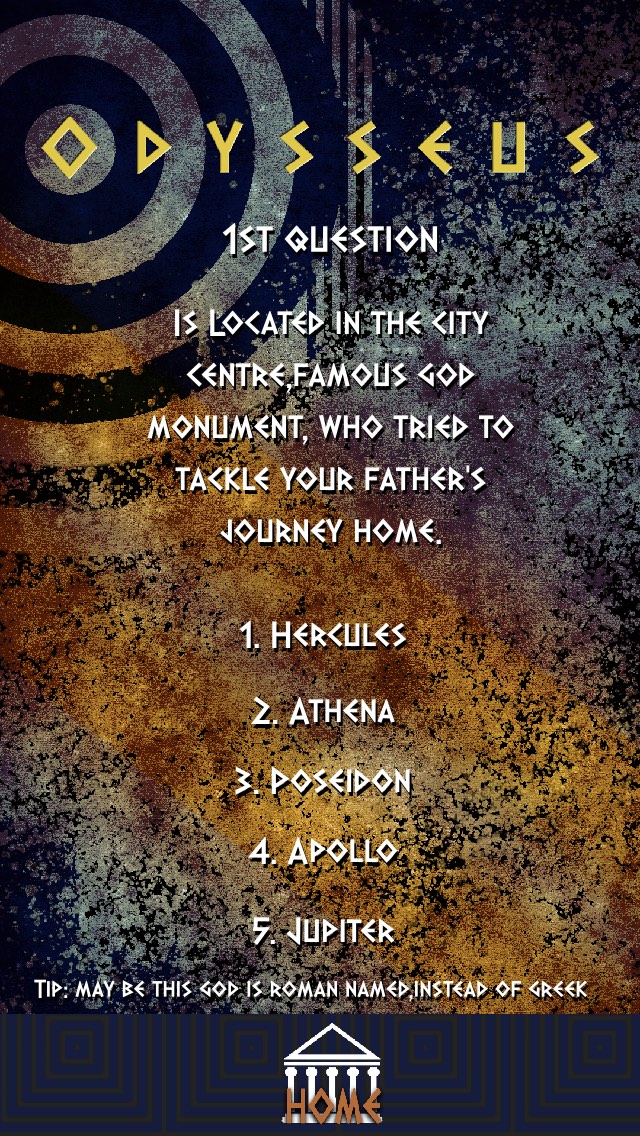 ODYSSEUS
1ST QUESTION
IS LOCATED IN THE CITY
CENTRE,FAMOUS GOD
MONUMENT, WHO TRIED TO
TACKLE YOUR FATHER'S
JOURNEY HOME.
1. HERCULES
2. ATHENA
3. POSEIDON
4. APOLLO
5. JUPITER
TIP: MAY BE THIS GOD IS ROMAN NAMED,INSTEAD OF GREEK
HOME